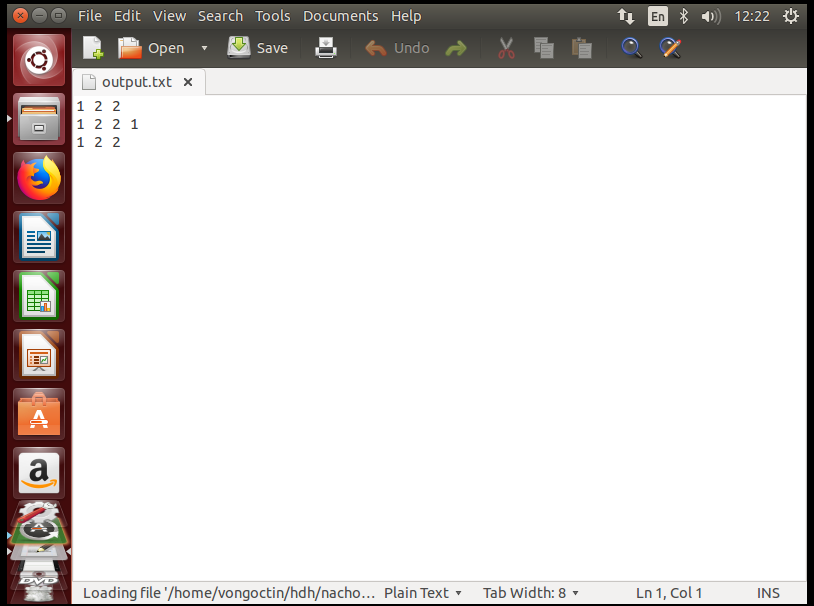 File Edit View Search Tools Documents Help En 12:22
Open Save Undo
output.txt
1 2 2
1 2 2 1
1 2 2
a
DVD
Loading file '/home/vongoctin/hdh/nacho... Plain Text Tab Width: 8 Ln 1, Col 1 INS